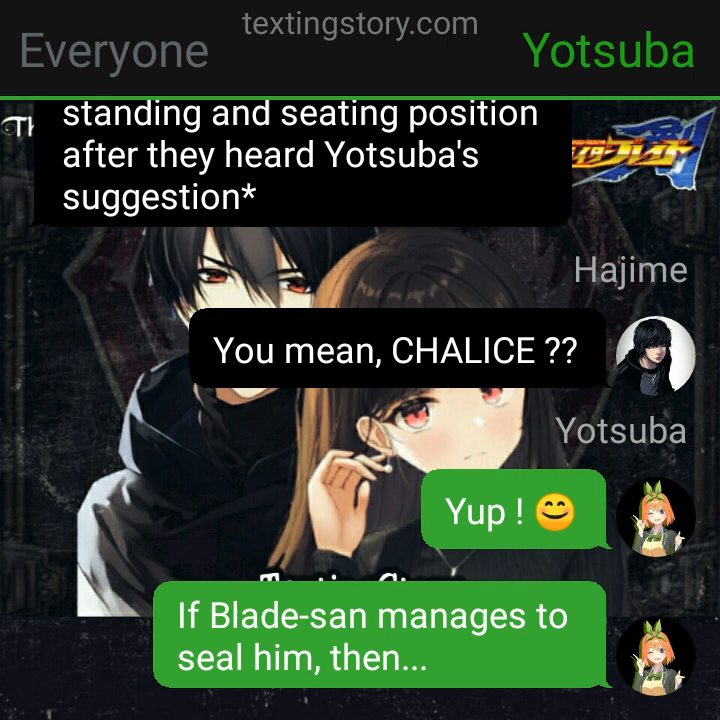 textingstory.com
Everyone
Yotsuba
standing and seating position
after they heard Yotsuba's
suggestion*
Hajime
You mean, CHALICE ??
Yotsuba
Yup ! 😊
If Blade-san manages to
seal him, then...